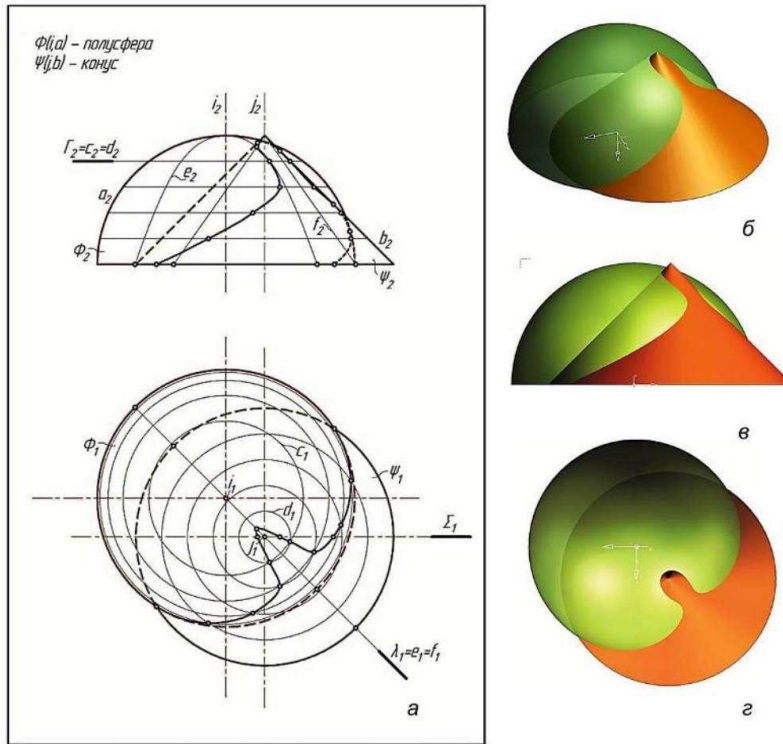 Φ(i,a) – полусфера
Ψ(j,b) – конус
i₂ j₂
Γ₂=c₂=d₂
e₂
a₂
f₂
b₂
Φ₂
Ψ₂
б
Φ₁
c₁
Ψ₁
i₁
d₁
j₁
Σ₁
λ₁=e₁=f₁
а
в
г